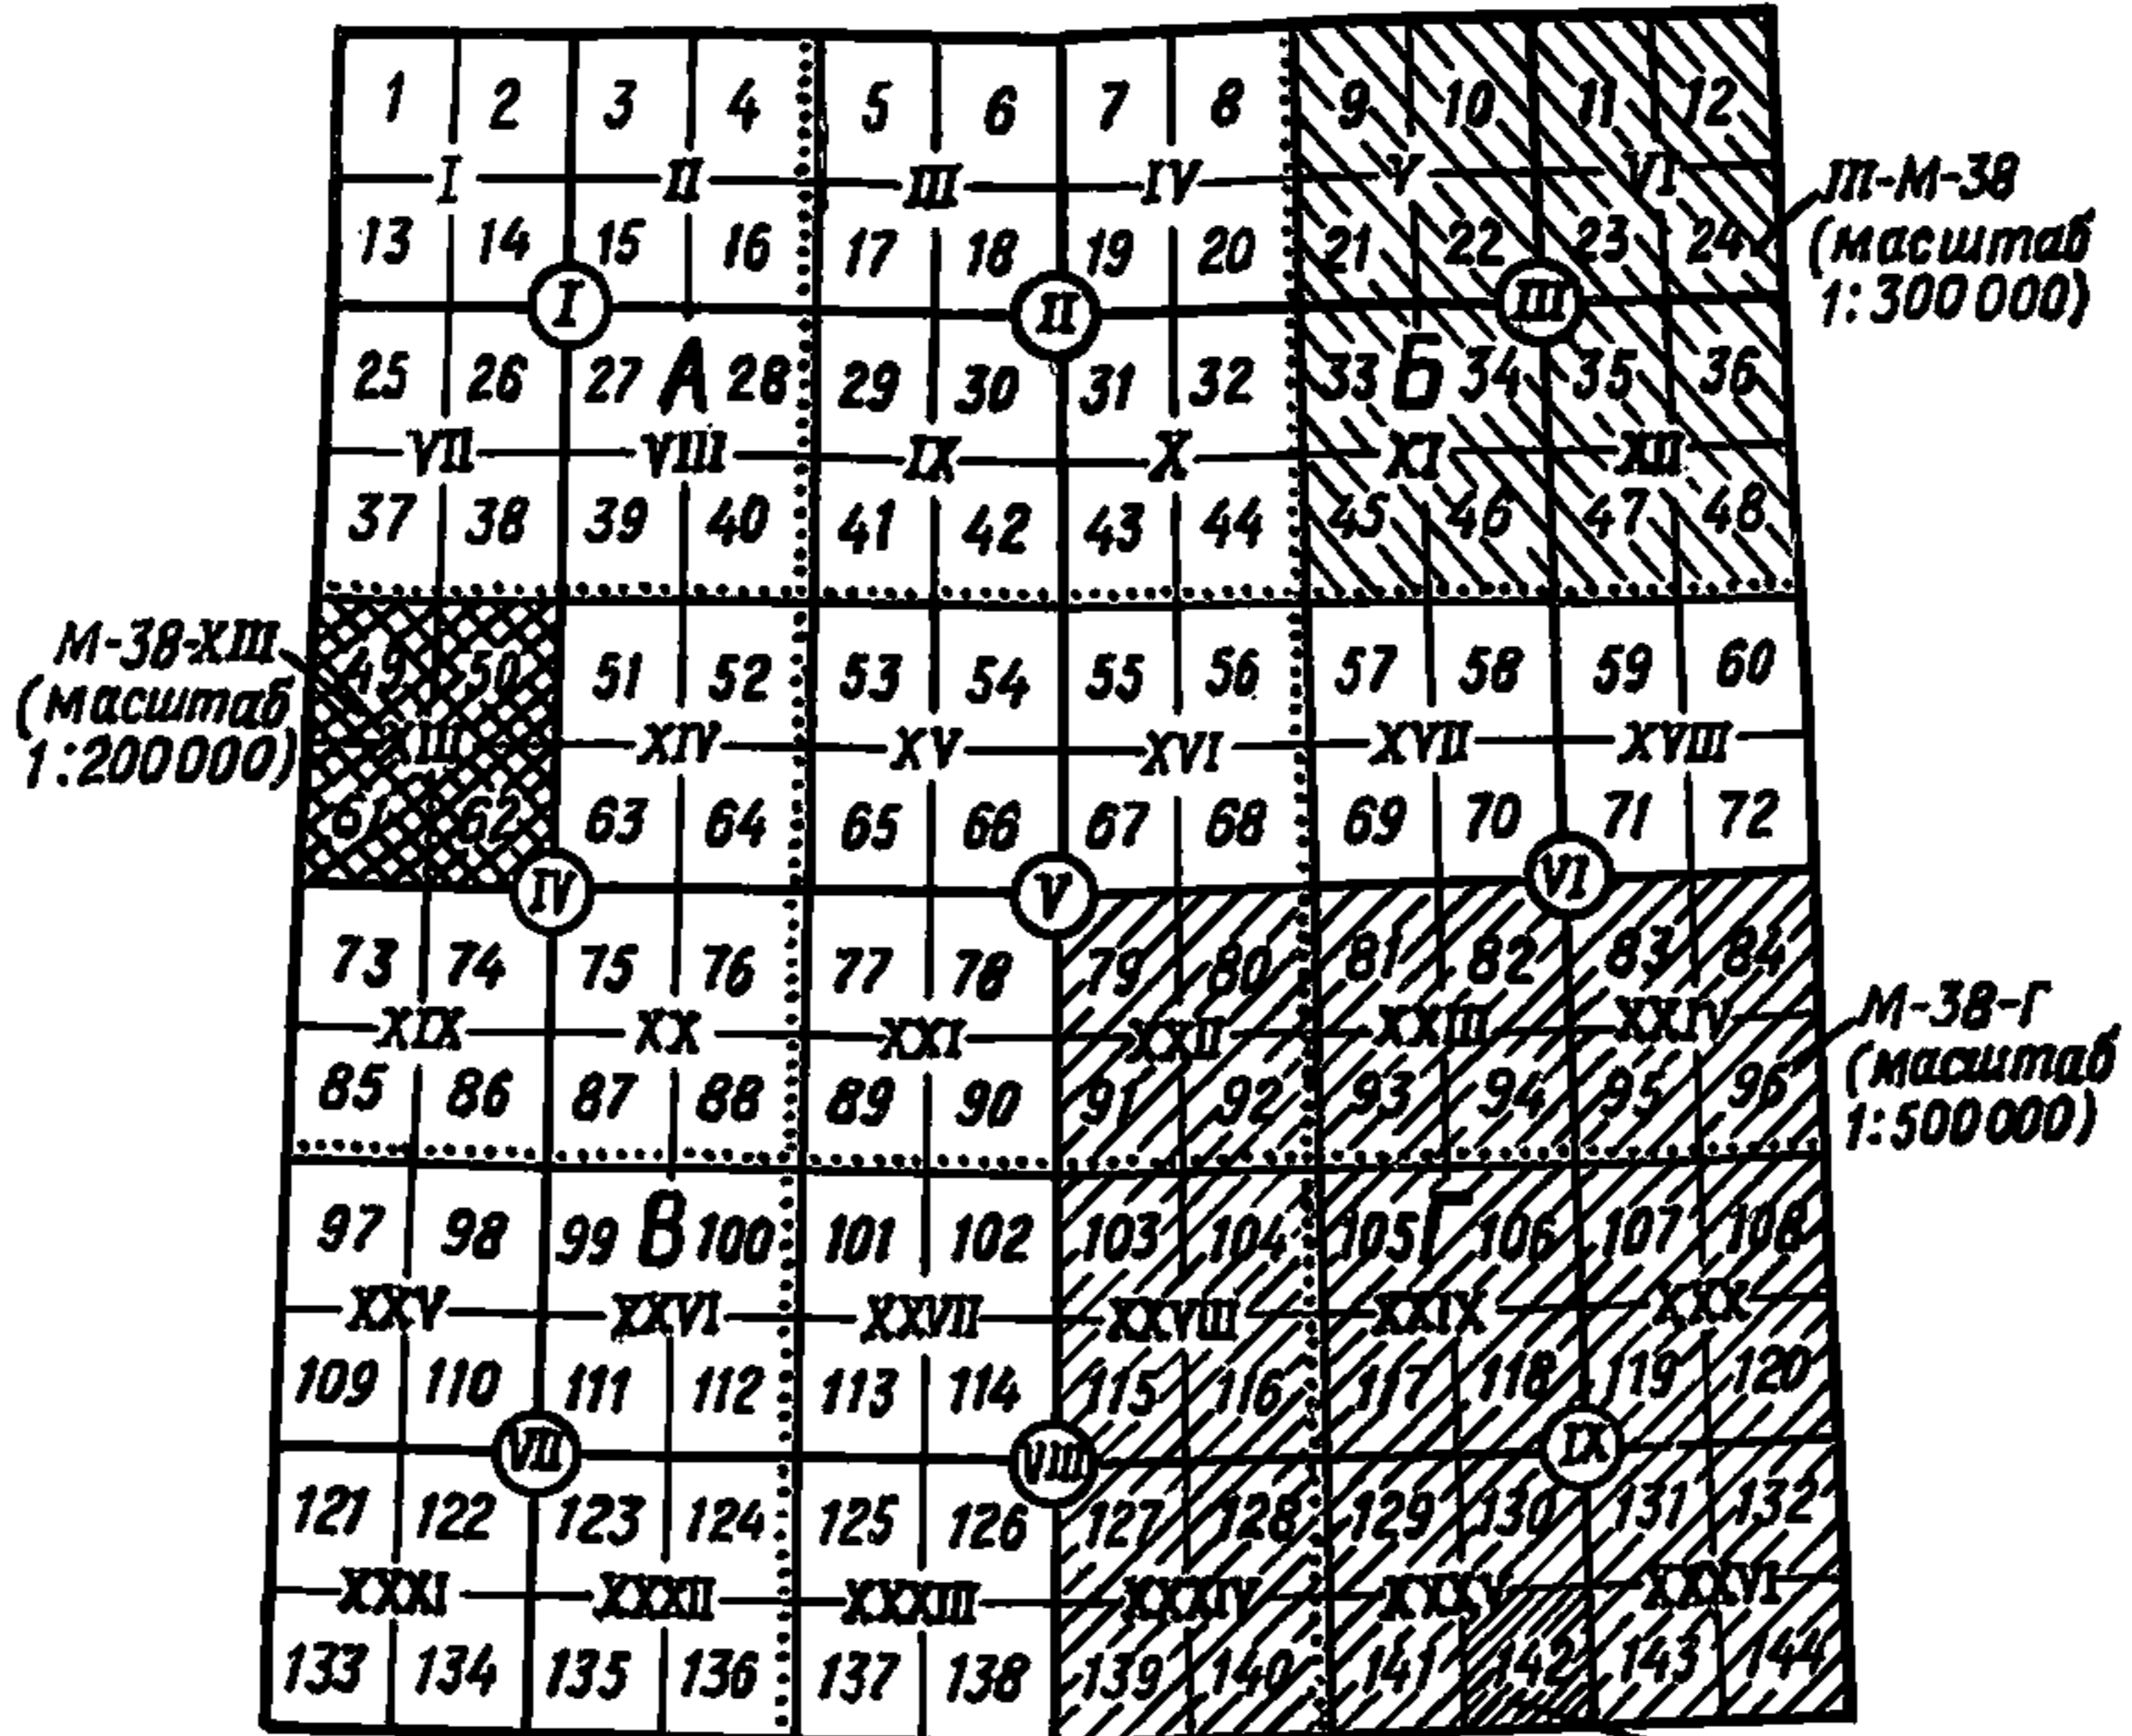 1 2 3 4 5 6 7 8 9 10 11 12
I II III IV V VI
III-М-38
(масштаб
1:300 000)
13 14 15 16 17 18 19 20 21 22 23 24
I II III
25 26 27 А 28 29 30 31 32 33 Б 34 35 36
VII VIII IX X XI XII
37 38 39 40 41 42 43 44 45 46 47 48
М-38-XIII
(масштаб
1:200 000)
49 50 51 52 53 54 55 56 57 58 59 60
XIII XIV XV XVI XVII XVIII
61 62 63 64 65 66 67 68 69 70 71 72
IV V VI
73 74 75 76 77 78 79 80 81 82 83 84
XIX XX XXI XXII XXIII XXIV
М-38-Г
(масштаб
1:500 000)
85 86 87 88 89 90 91 92 93 94 95 96
97 98 99 В 100 101 102 103 104 105 Г 106 107 108
XXV XXVI XXVII XXVIII XXIX XXX
109 110 111 112 113 114 115 116 117 118 119 120
VII VIII IX
121 122 123 124 125 126 127 128 129 130 131 132
XXXI XXXII XXXIII XXXIV XXXV XXXVI
133 134 135 136 137 138 139 140 141 142 143 144